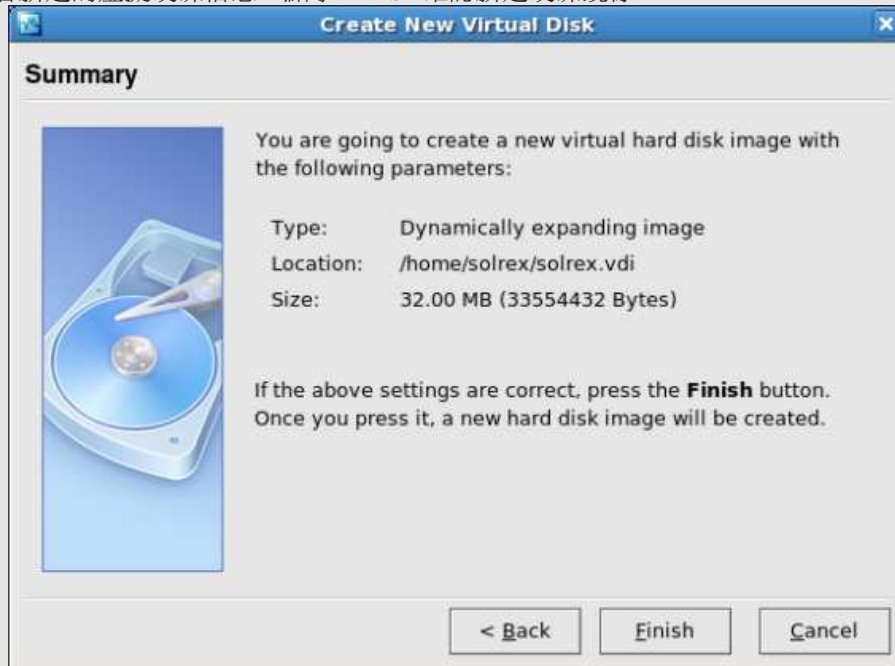 Create New Virtual Disk
Summary
You are going to create a new virtual hard disk image with
the following parameters:
Type: Dynamically expanding image
Location: /home/solrex/solrex.vdi
Size: 32.00 MB (33554432 Bytes)
If the above settings are correct, press the Finish button.
Once you press it, a new hard disk image will be created.
< Back
Finish
Cancel